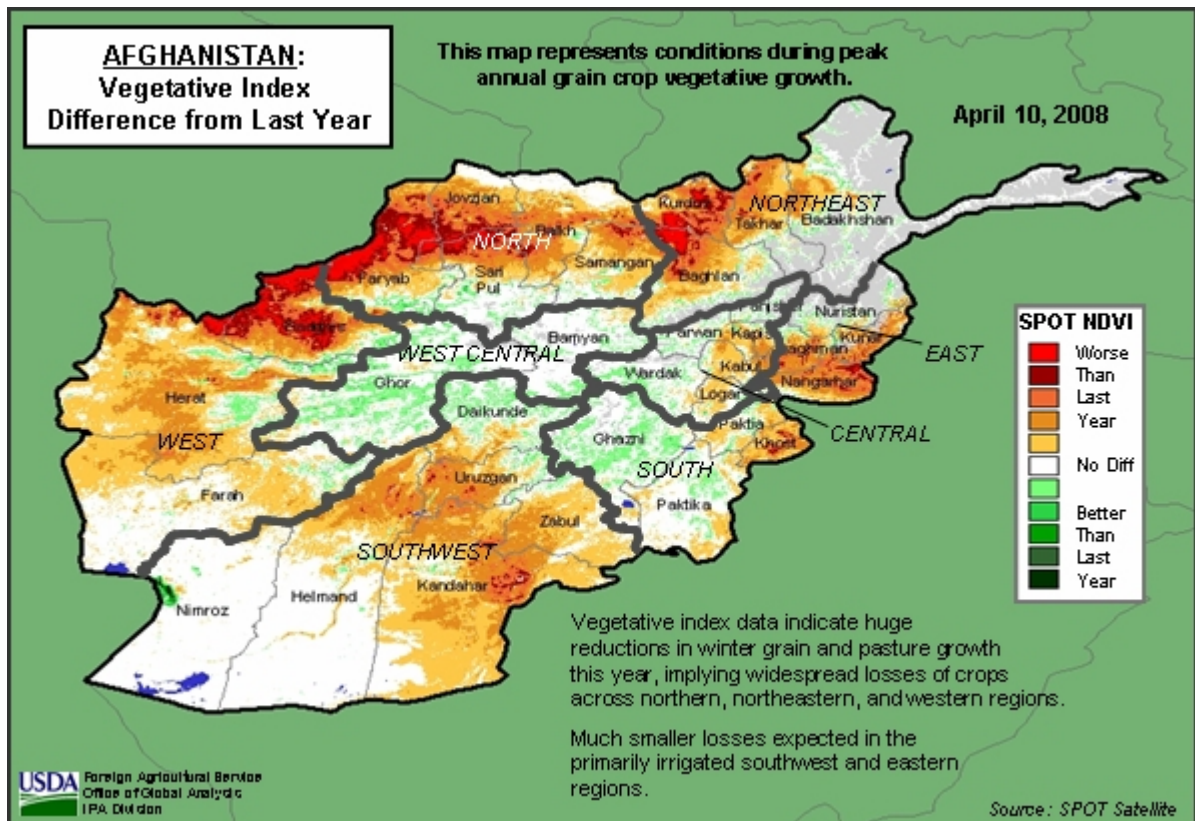 AFGHANISTAN:
Vegetative Index
Difference from Last Year
This map represents conditions during peak
annual grain crop vegetative growth.
April 10, 2008
NORTHEAST
Jovzjan
Kunduz
Takhar
Badakhshan
NORTH
Balkh
Samangan
Baghlan
Faryab
Sari
Pul
Badghis
Bamyan
Parwan
Kapisa
Nuristan
Kunar
EAST
WEST CENTRAL
Ghor
Wardak
Kabul
Laghman
Nangarhar
Herat
Daikunde
Logar
WEST
Ghazni
Paktia
Khost
CENTRAL
SOUTH
Uruzgan
Farah
Paktika
Zabul
SOUTHWEST
Kandahar
Helmand
Nimroz
SPOT NDVI
Worse
Than
Last
Year
No Diff
Better
Than
Last
Year
Vegetative index data indicate huge
reductions in winter grain and pasture growth
this year, implying widespread losses of crops
across northern, northeastern, and western regions.
Much smaller losses expected in the
primarily irrigated southwest and eastern
regions.
USDA
Foreign Agricultural Service
Office of Global Analysis
IPA Division
Source: SPOT Satellite